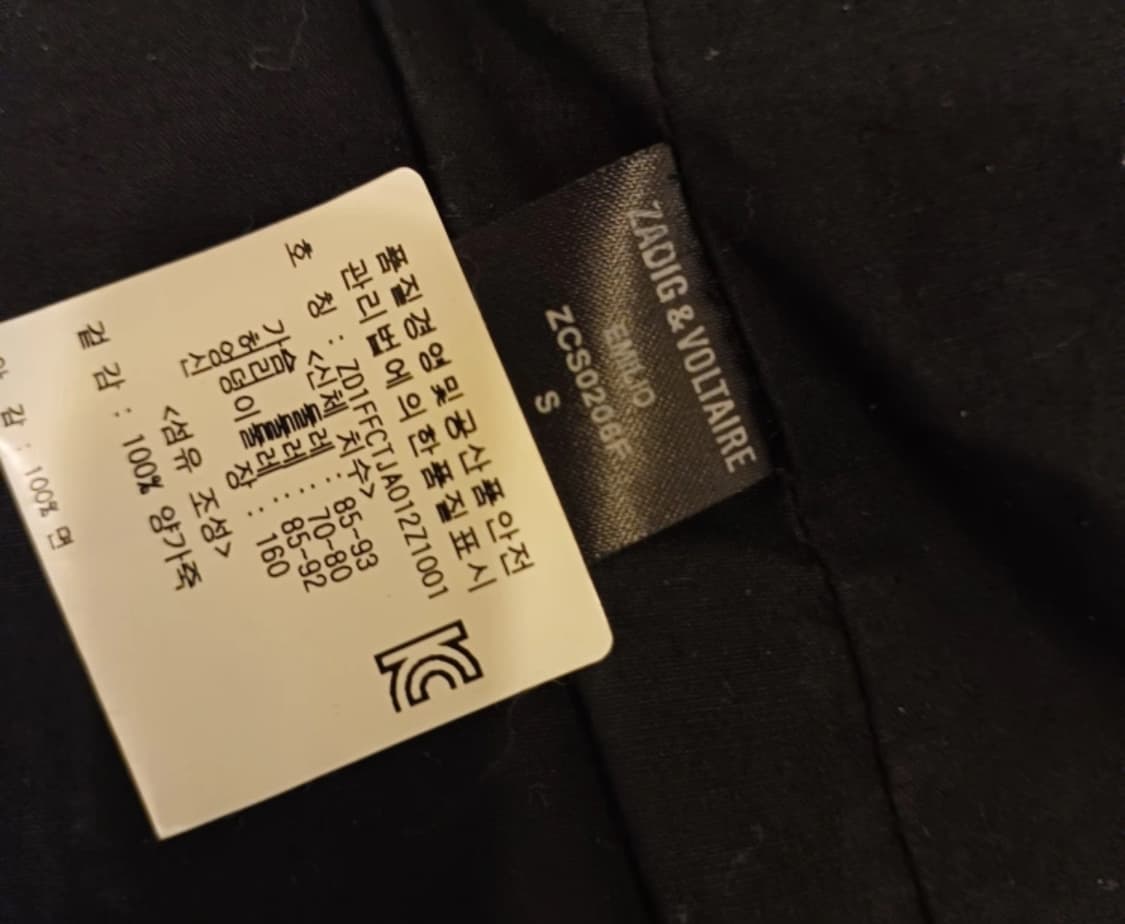 ZADIG & VOLTAIRE
EMILIO
ZCS0206F
S
품질경영및공산품안전
관리법에의한품질표시
호 칭 : ZD1FFCTJA012Z1001
<신체 치수>
가슴둘레 : 85-93
허리둘레 : 70-80
엉덩이둘레 : 85-92
신 장 : 160
<섬유 조성>
겉 감 : 100% 양가죽
감 : 100% 면